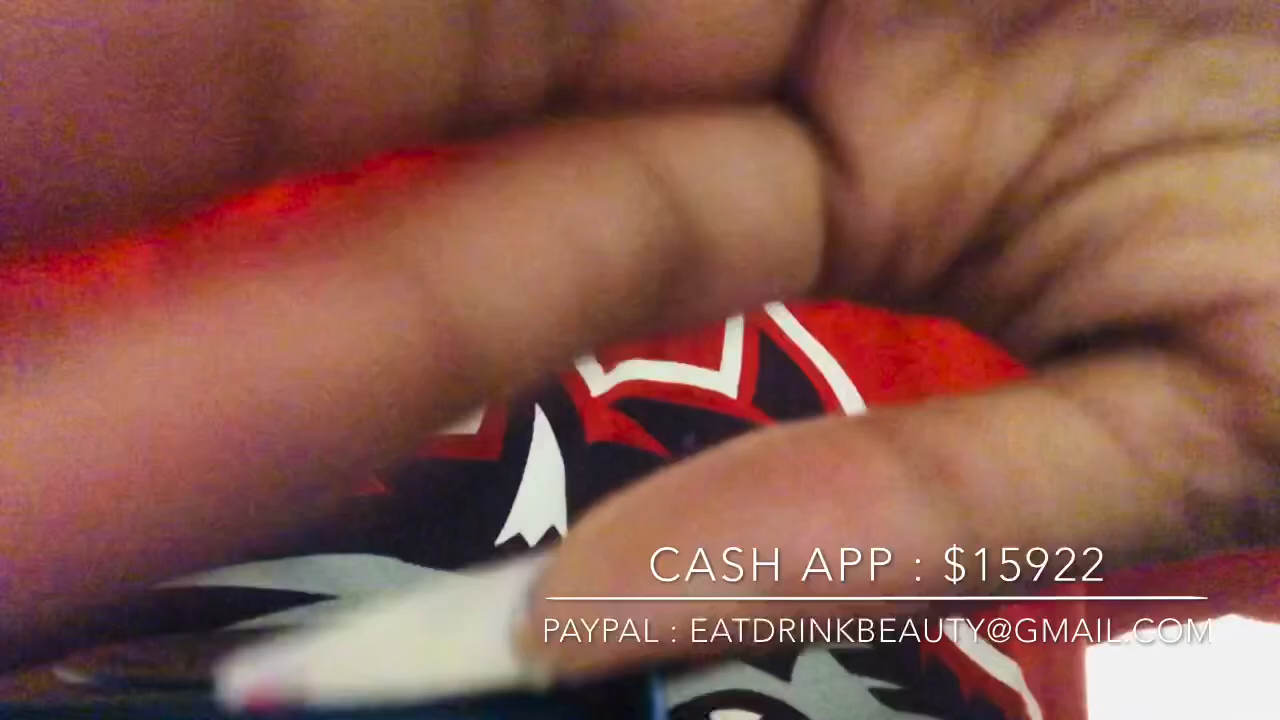 CASH APP : $15922
PAYPAL : EATDRINKBEAUTY@GMAIL.COM